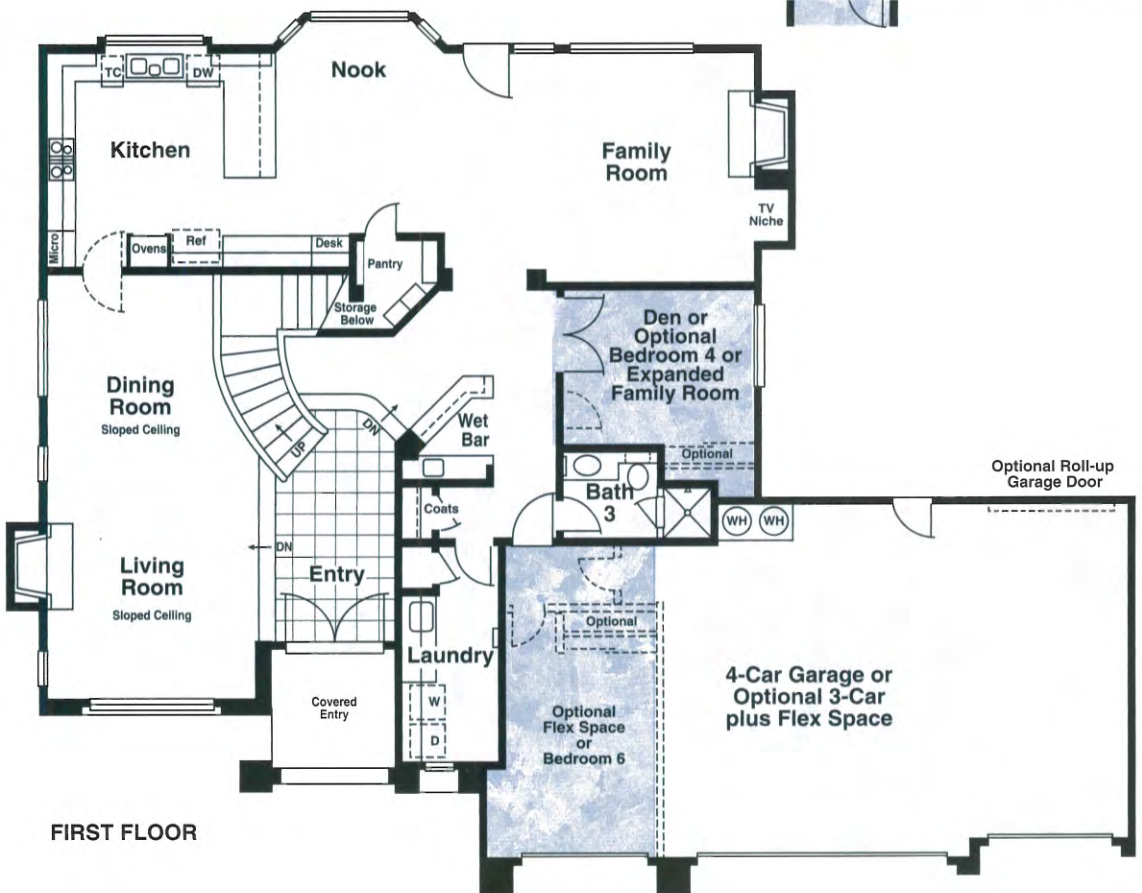 Nook
TC
DW
Kitchen
Family
Room
TV
Niche
Micro
Ovens
Ref
Desk
Pantry
Storage
Below
Den or
Optional
Bedroom 4 or
Expanded
Family Room
Dining
Room
Sloped Ceiling
UP
DN
Wet
Bar
Optional
Optional Roll-up
Garage Door
Bath
3
WH
WH
Coats
DN
Living
Room
Sloped Ceiling
Entry
Optional
Laundry
4-Car Garage or
Optional 3-Car
plus Flex Space
Covered
Entry
W
D
Optional
Flex Space
or
Bedroom 6
FIRST FLOOR